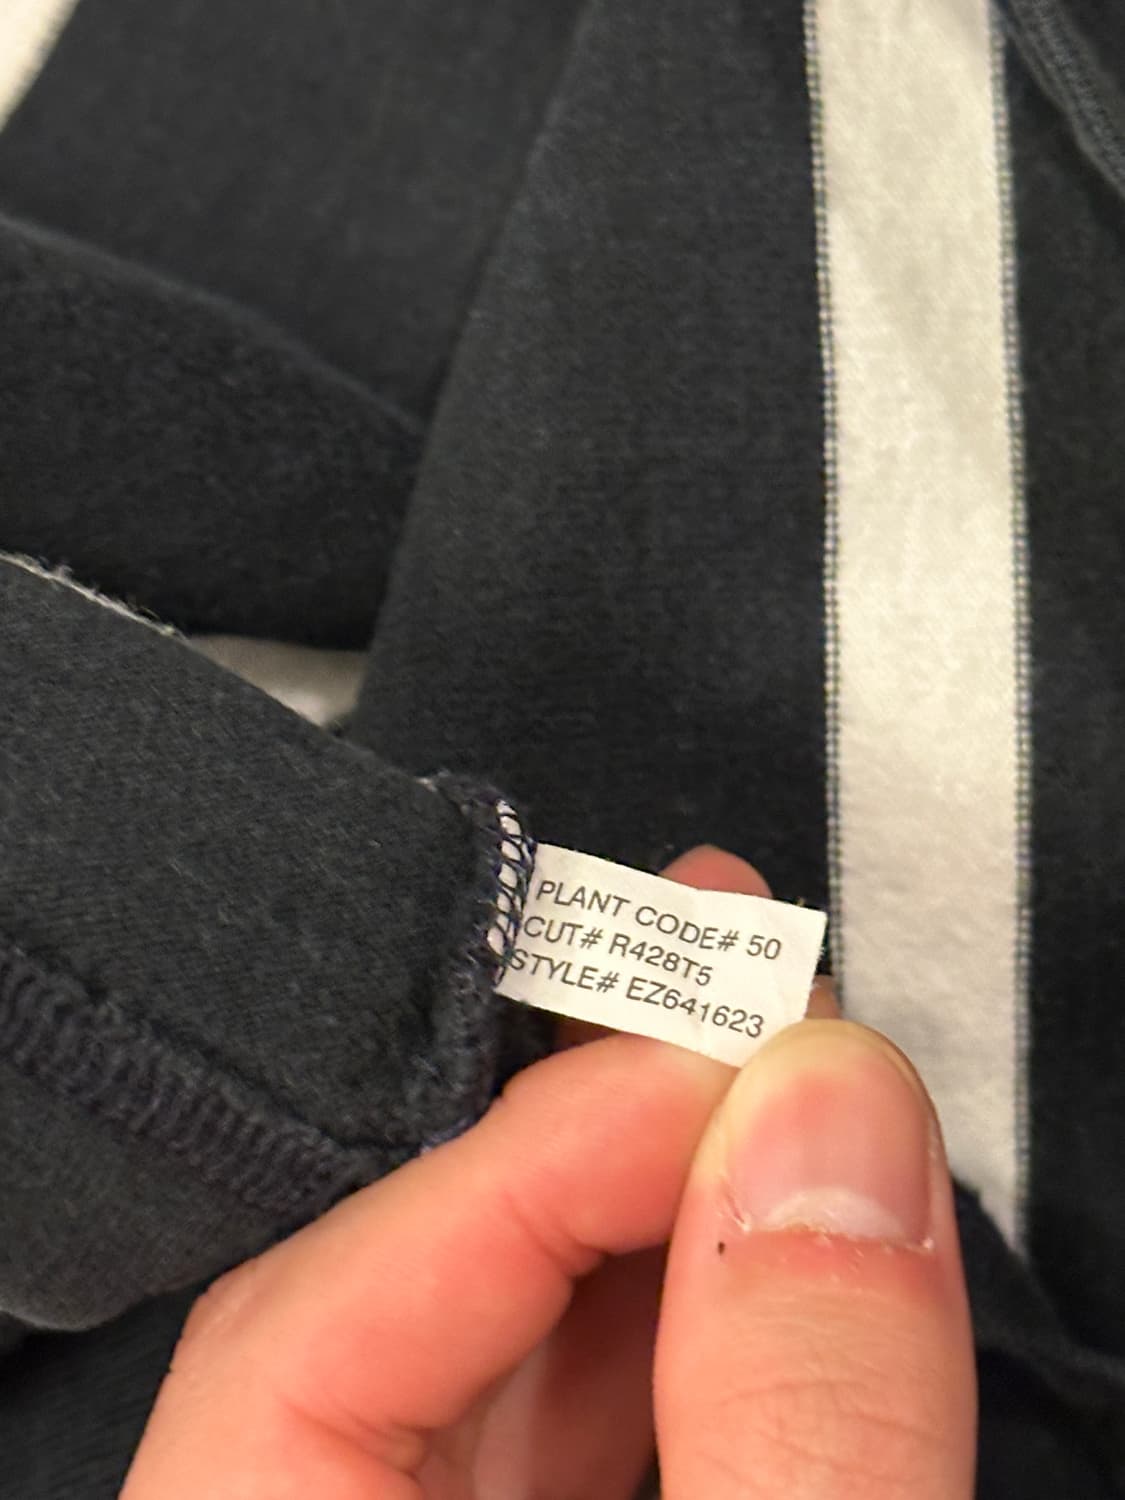 PLANT CODE# 50
CUT# R428T5
STYLE# EZ641623